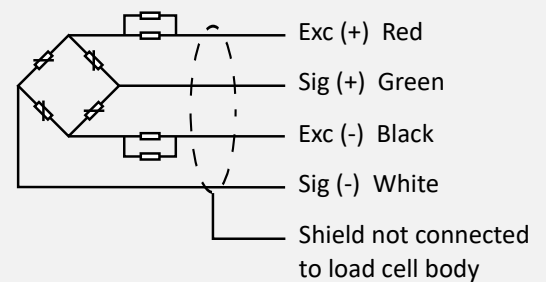 Exc (+) Red
Sig (+) Green
Exc (-) Black
Sig (-) White
Shield not connected
to load cell body